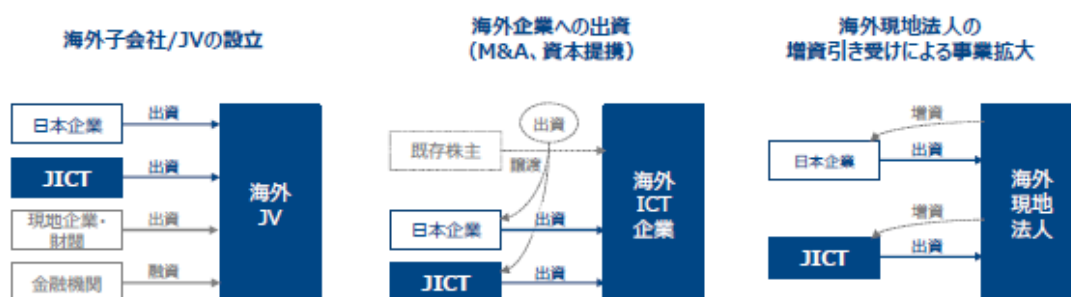 海外子会社/JVの設立
日本企業
出資
JICT
出資
現地企業・
財閥
出資
金融機関
融資
海外
JV
海外企業への出資
(M&A、資本提携)
既存株主
出資
譲渡
日本企業
出資
JICT
出資
海外
ICT
企業
海外現地法人の
増資引き受けによる事業拡大
日本企業
増資
出資
JICT
増資
出資
海外
現地
法人